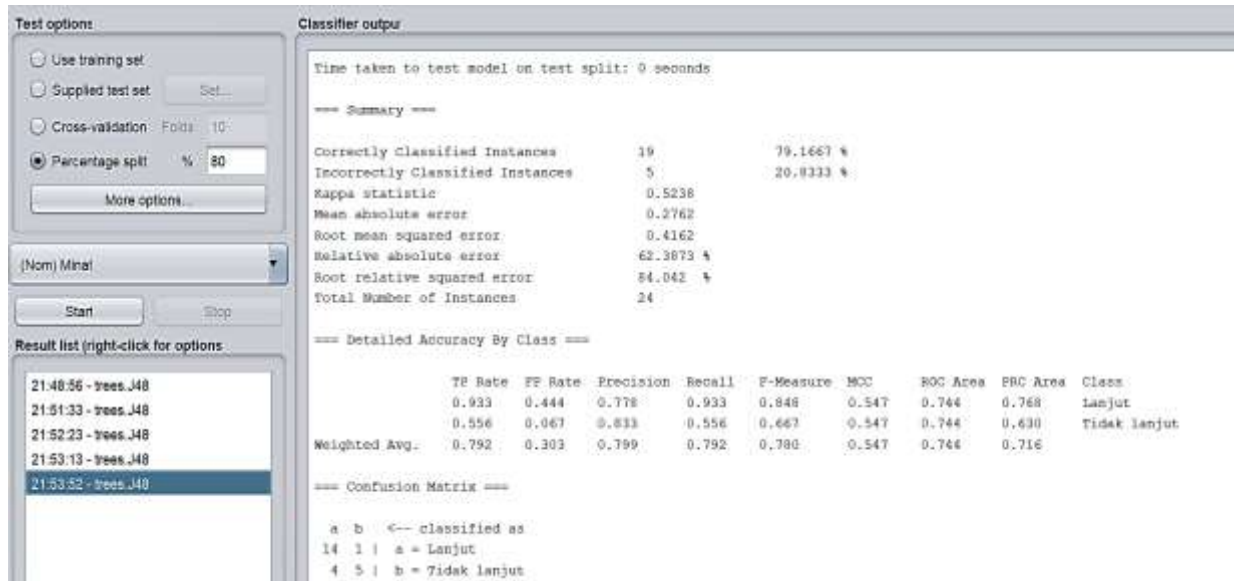 Test options
Use training set
Supplied test set Set...
Cross-validation Folds 10
Percentage split % 80
More options...
(Nom) Minat
Start Stop
Result list (right-click for options
21:48:56 - trees.J48
21:51:33 - trees.J48
21:52:23 - trees.J48
21:53:13 - trees.J48
21:53:52 - trees.J48
Classifier outpu
Time taken to test model on test split: 0 seconds
=== Summary ===
Correctly Classified Instances 19 79.1667 %
Incorrectly Classified Instances 5 20.8333 %
Kappa statistic 0.5238
Mean absolute error 0.2762
Root mean squared error 0.4162
Relative absolute error 62.3873 %
Root relative squared error 84.042 %
Total Number of Instances 24
=== Detailed Accuracy By Class ===
TP Rate FP Rate Precision Recall F-Measure MCC ROC Area PRC Area Class
0.933 0.444 0.778 0.933 0.848 0.547 0.744 0.768 Lanjut
0.556 0.067 0.833 0.556 0.667 0.547 0.744 0.630 Tidak lanjut
Weighted Avg. 0.792 0.303 0.799 0.792 0.780 0.547 0.744 0.716
=== Confusion Matrix ===
a b <-- classified as
14 1 | a = Lanjut
4 5 | b = Tidak lanjut